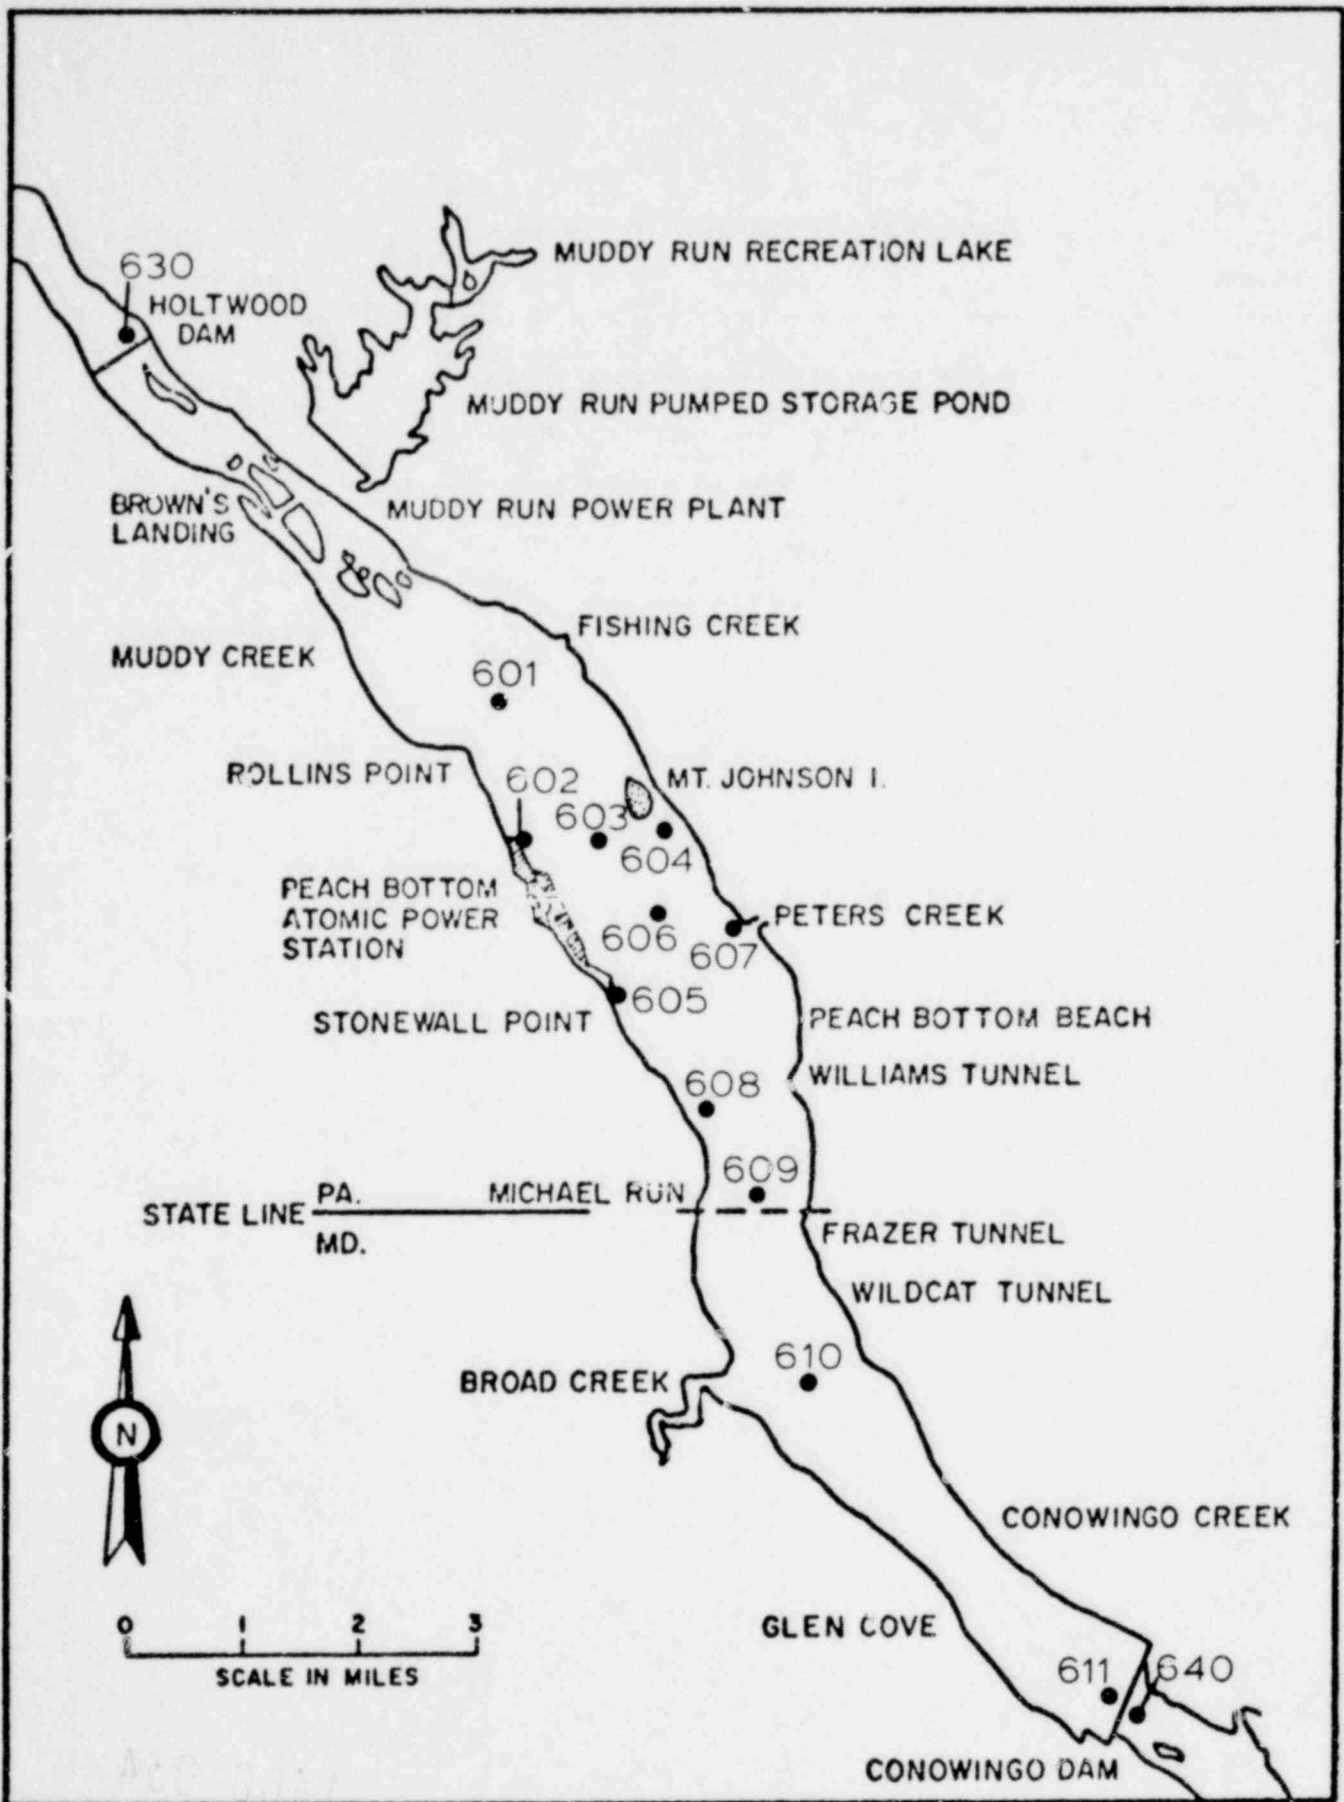 MUDDY RUN RECREATION LAKE
630
HOLTWOOD
DAM
MUDDY RUN PUMPED STORAGE POND
BROWN'S
LANDING
MUDDY RUN POWER PLANT
FISHING CREEK
MUDDY CREEK
601
ROLLINS POINT
602
MT. JOHNSON I.
603
604
PEACH BOTTOM
ATOMIC POWER
STATION
606
607
PETERS CREEK
605
STONEWALL POINT
PEACH BOTTOM BEACH
608
WILLIAMS TUNNEL
609
STATE LINE
PA.
MD.
MICHAEL RUN
FRAZER TUNNEL
WILDCAT TUNNEL
610
BROAD CREEK
N
CONOWINGO CREEK
0 1 2 3
SCALE IN MILES
GLEN COVE
611
640
CONOWINGO DAM